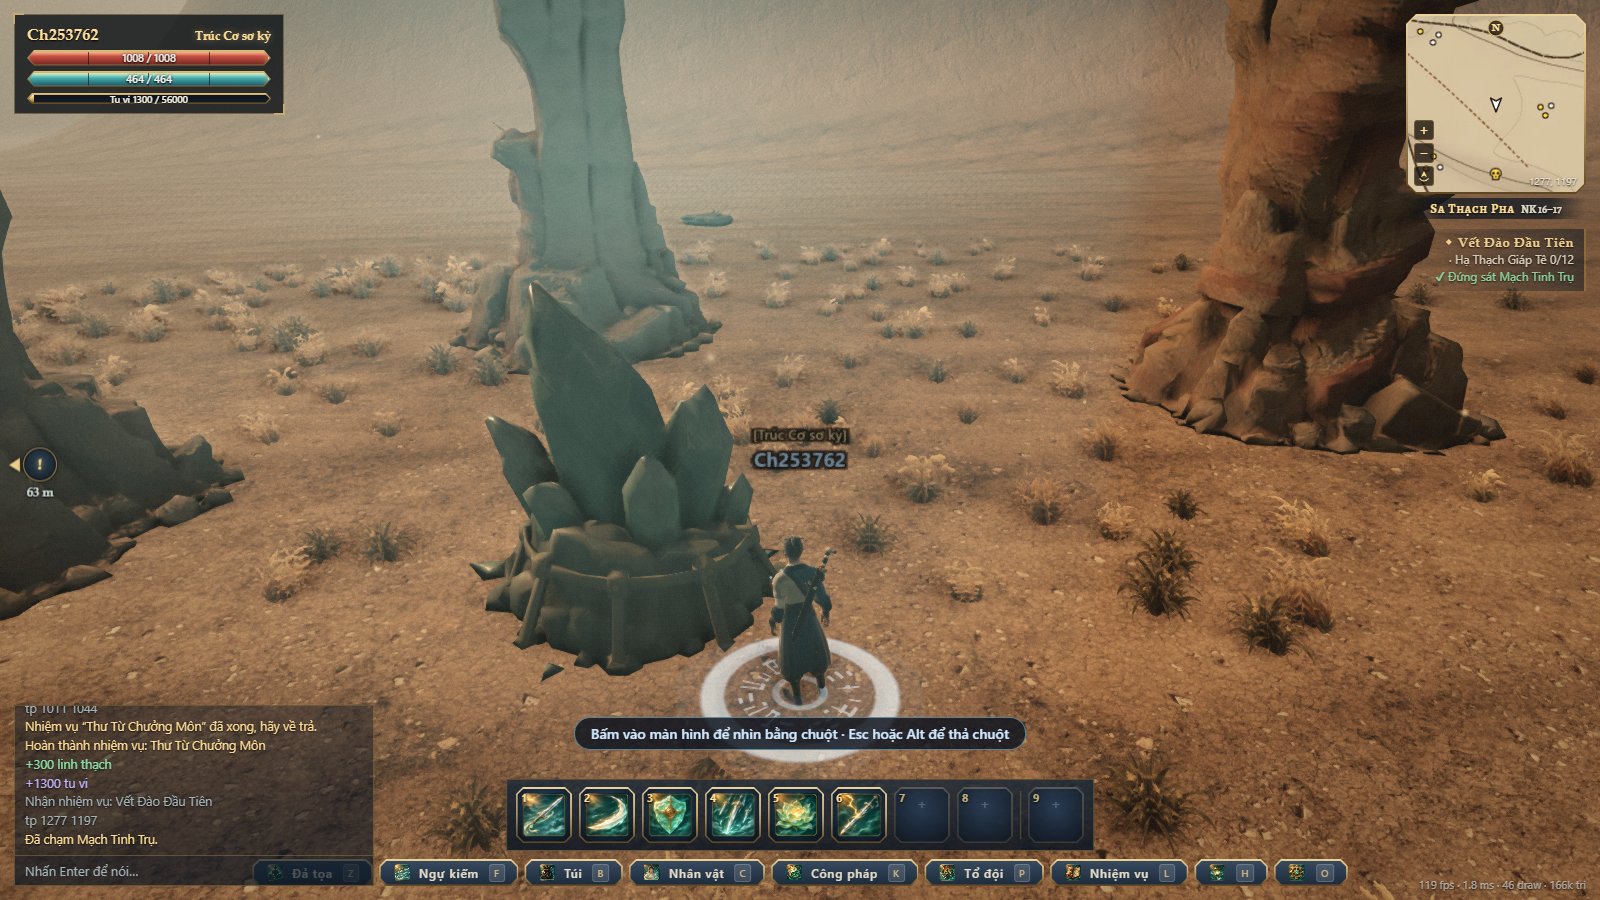 Ch253762
Trúc Cơ sơ kỳ
1008 / 1008
464 / 464
Tu vi 1300 / 56000
N
+
−
1277, 1197
Sa Thạch Pha NK 16–17
Vết Đào Đầu Tiên
· Hạ Thạch Giáp Tê 0/12
✓ Đứng sát Mạch Tinh Trụ
[Trúc Cơ sơ kỳ]
Ch253762
!
63 m
tp 1011 1044
Nhiệm vụ “Thư Từ Chưởng Môn” đã xong, hãy về trả.
Hoàn thành nhiệm vụ: Thư Từ Chưởng Môn
+300 linh thạch
+1300 tu vi
Nhận nhiệm vụ: Vết Đào Đầu Tiên
tp 1277 1197
Đã chạm Mạch Tinh Trụ.
Nhấn Enter để nói...
Bấm vào màn hình để nhìn bằng chuột · Esc hoặc Alt để thả chuột
1 2 3 4 5 6 7 + 8 + 9 +
Đả tọa Z
Ngự kiếm F
Túi B
Nhân vật C
Công pháp K
Tổ đội P
Nhiệm vụ L
H
O
119 fps · 1.8 ms · 46 draw · 166k tri